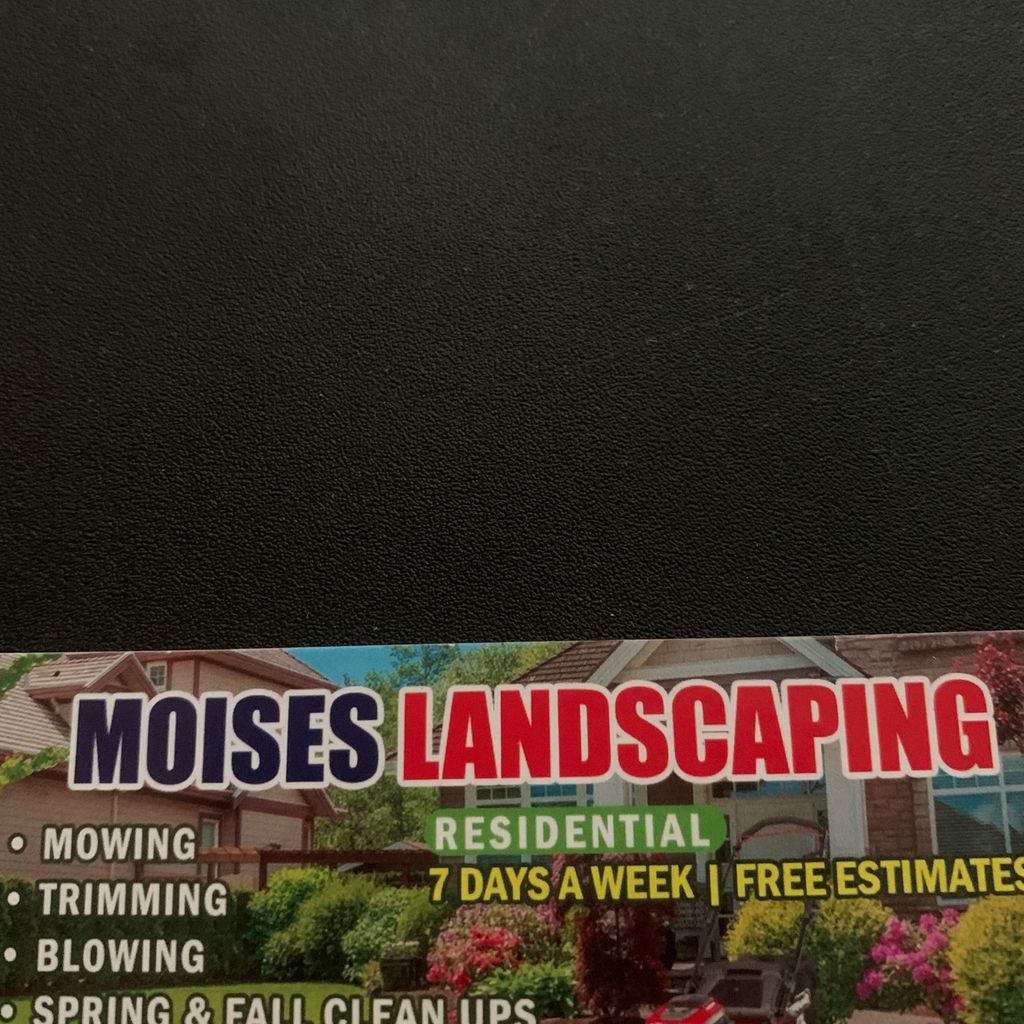 MOISES LANDSCAPING
RESIDENTIAL
7 DAYS A WEEK | FREE ESTIMATES
• MOWING
• TRIMMING
• BLOWING
• SPRING & FALL CLEAN UPS